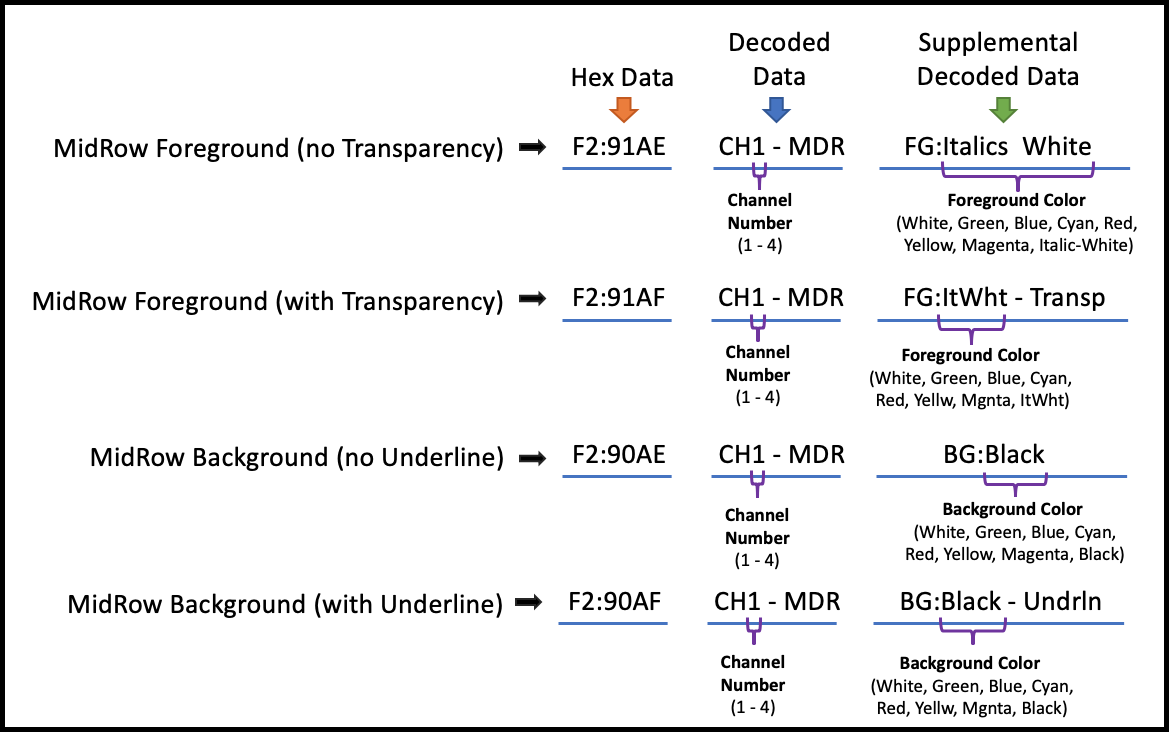 Hex Data
Decoded
Data
Supplemental
Decoded Data
MidRow Foreground (no Transparency)
F2:91AE
CH1 - MDR
FG:Italics White
Channel
Number
(1 - 4)
Foreground Color
(White, Green, Blue, Cyan, Red,
Yellow, Magenta, Italic-White)
MidRow Foreground (with Transparency)
F2:91AF
CH1 - MDR
FG:ItWht - Transp
Channel
Number
(1 - 4)
Foreground Color
(White, Green, Blue, Cyan,
Red, Yellw, Mgnta, ItWht)
MidRow Background (no Underline)
F2:90AE
CH1 - MDR
BG:Black
Channel
Number
(1 - 4)
Background Color
(White, Green, Blue, Cyan,
Red, Yellow, Magenta, Black)
MidRow Background (with Underline)
F2:90AF
CH1 - MDR
BG:Black - Undrln
Channel
Number
(1 - 4)
Background Color
(White, Green, Blue, Cyan,
Red, Yellw, Mgnta, Black)